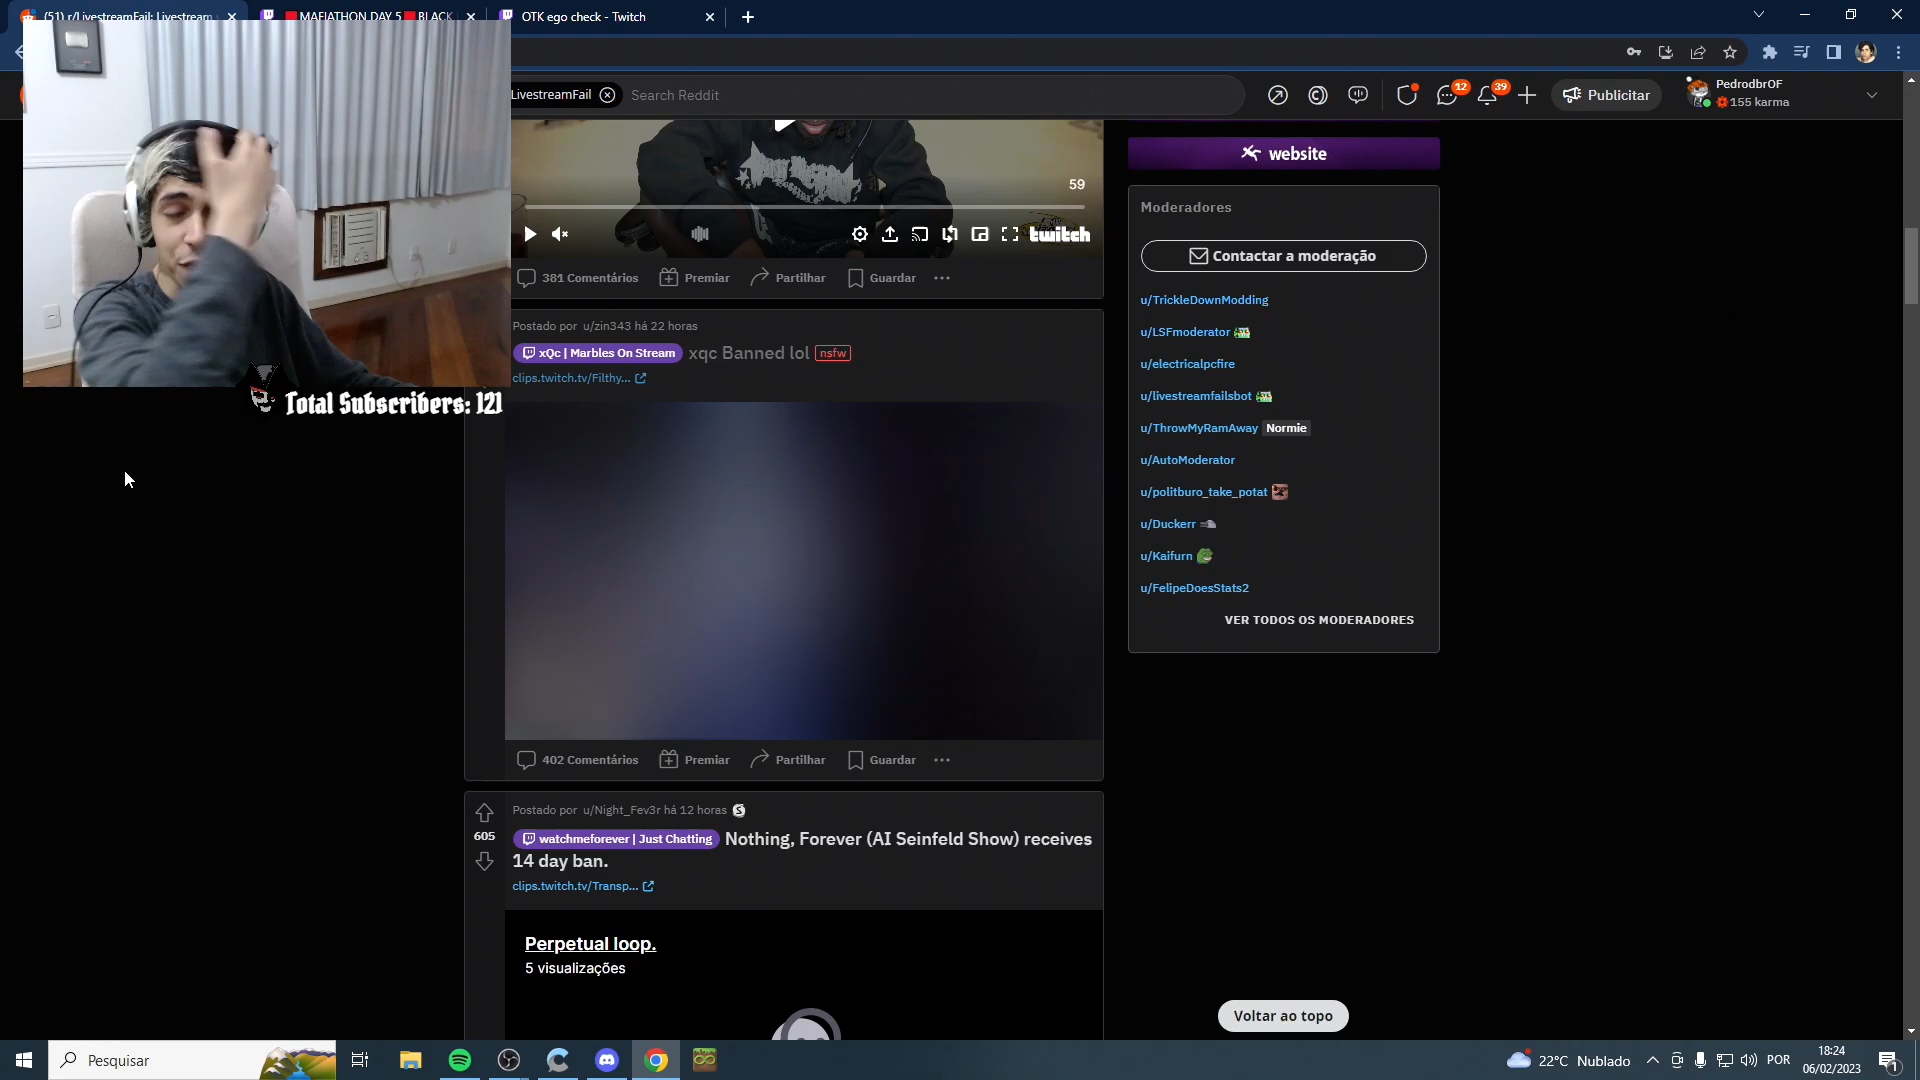 (51) r/LivestreamFail: Livestream
MAFIATHON DAY 5 BLACK
OTK ego check - Twitch
LivestreamFail
Search Reddit
12
39
Publicitar
PedrodbrOF
155 karma
59
twitch
381 Comentários
Premiar
Partilhar
Guardar
Postado por u/zin343 há 22 horas
xQc | Marbles On Stream xqc Banned lol nsfw
clips.twitch.tv/Filthy...
Total Subscribers: 121
402 Comentários
Premiar
Partilhar
Guardar
605
Postado por u/Night_Fev3r há 12 horas
watchmeforever | Just Chatting Nothing, Forever (AI Seinfeld Show) receives
14 day ban.
clips.twitch.tv/Transp...
Perpetual loop.
5 visualizações
website
Moderadores
Contactar a moderação
u/TrickleDownModding
u/LSFmoderator
u/electricalpcfire
u/livestreamfailsbot
u/ThrowMyRamAway Normie
u/AutoModerator
u/politburo_take_potat
u/Duckerr
u/Kaifurn
u/FelipeDoesStats2
VER TODOS OS MODERADORES
Voltar ao topo
Pesquisar
22°C Nublado
POR
18:24
06/02/2023
1